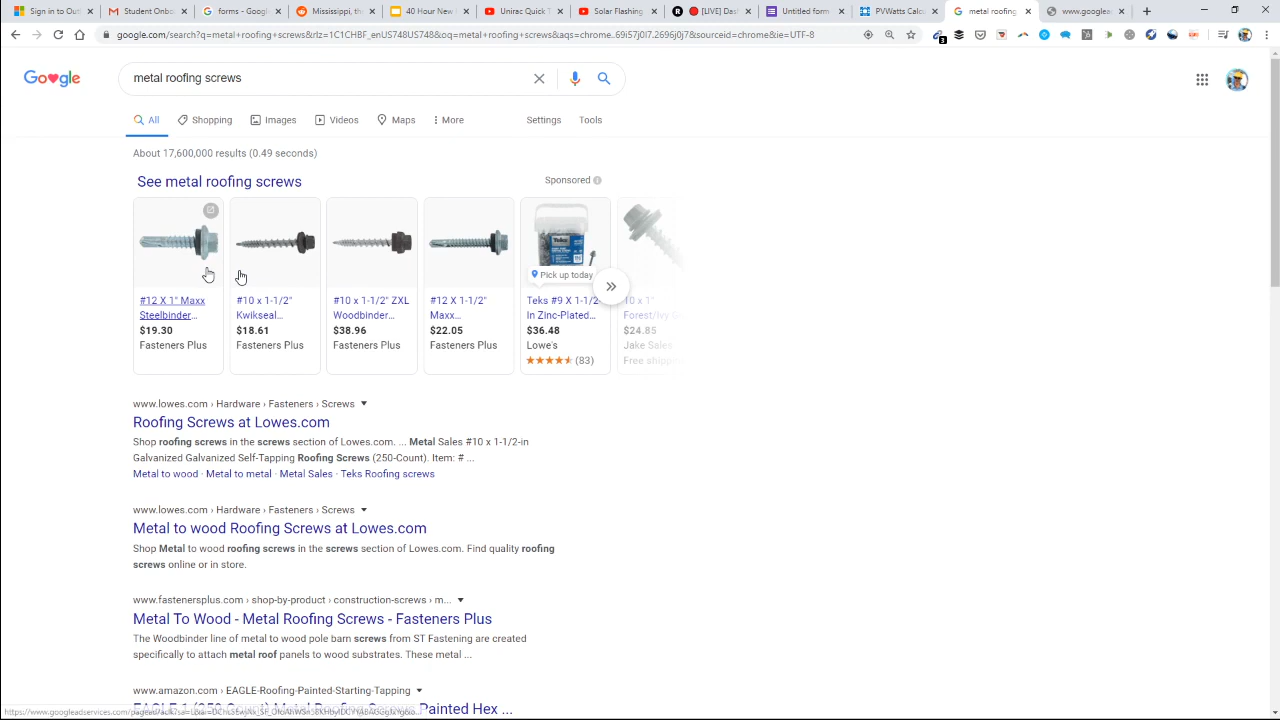 Sign in to Out
Student Onbo
forms - Google
Mississippi, th
40 Hour New
Unirac Quick T
Solar Flashing
[LIVE] Das
Untitled form
PVWatts Calcu
metal roofing
www.googlea
google.com/search?q=metal+roofing+screws&rlz=1C1CHBF_enUS748US748&oq=metal+roofing+screws&aqs=chrome..69i57j0l7.2696j0j7&sourceid=chrome&ie=UTF-8
3
Google
metal roofing screws
All
Shopping
Images
Videos
Maps
More
Settings
Tools
About 17,600,000 results (0.49 seconds)
See metal roofing screws
Sponsored
Teks
Pick up today
#12 X 1" Maxx
Steelbinder...
$19.30
Fasteners Plus
#10 x 1-1/2"
Kwikseal...
$18.61
Fasteners Plus
#10 x 1-1/2" ZXL
Woodbinder...
$38.96
Fasteners Plus
#12 X 1-1/2"
Maxx...
$22.05
Fasteners Plus
Teks #9 X 1-1/2-
In Zinc-Plated...
$36.48
Lowe's
(83)
10 x 1"
Forest/Ivy G
$24.85
Jake Sales
Free shipp
www.lowes.com › Hardware › Fasteners › Screws
Roofing Screws at Lowes.com
Shop roofing screws in the screws section of Lowes.com. ... Metal Sales #10 x 1-1/2-in
Galvanized Galvanized Self-Tapping Roofing Screws (250-Count). Item: # ...
Metal to wood · Metal to metal · Metal Sales · Teks Roofing screws
www.lowes.com › Hardware › Fasteners › Screws
Metal to wood Roofing Screws at Lowes.com
Shop Metal to wood roofing screws in the screws section of Lowes.com. Find quality roofing
screws online or in store.
www.fastenersplus.com › shop-by-product › construction-screws › m...
Metal To Wood - Metal Roofing Screws - Fasteners Plus
The Woodbinder line of metal to wood pole barn screws from ST Fastening are created
specifically to attach metal roof panels to wood substrates. These metal ...
www.amazon.com › EAGLE-Roofing-Painted-Starting-Tapping
Painted Hex ...